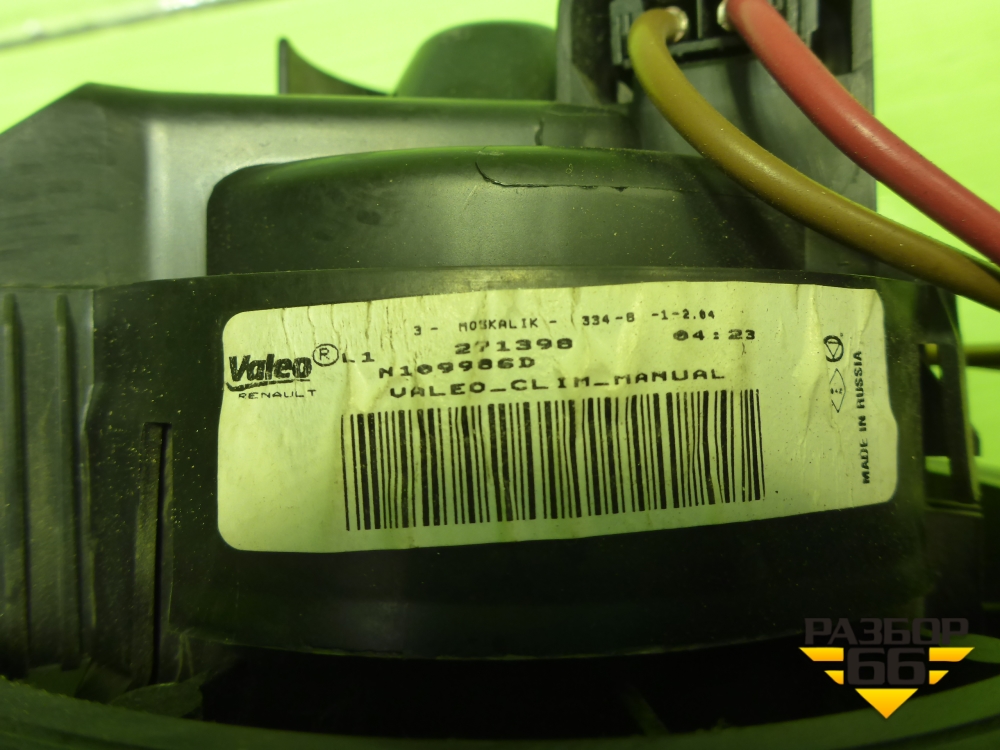 3 - MOSKALIK - 334-B -1-2.04
Valeo® L1 271398 04:23
N109986D
RENAULT
VALEO_CLIM_MANUAL
MADE IN RUSSIA
РАЗБОР
66